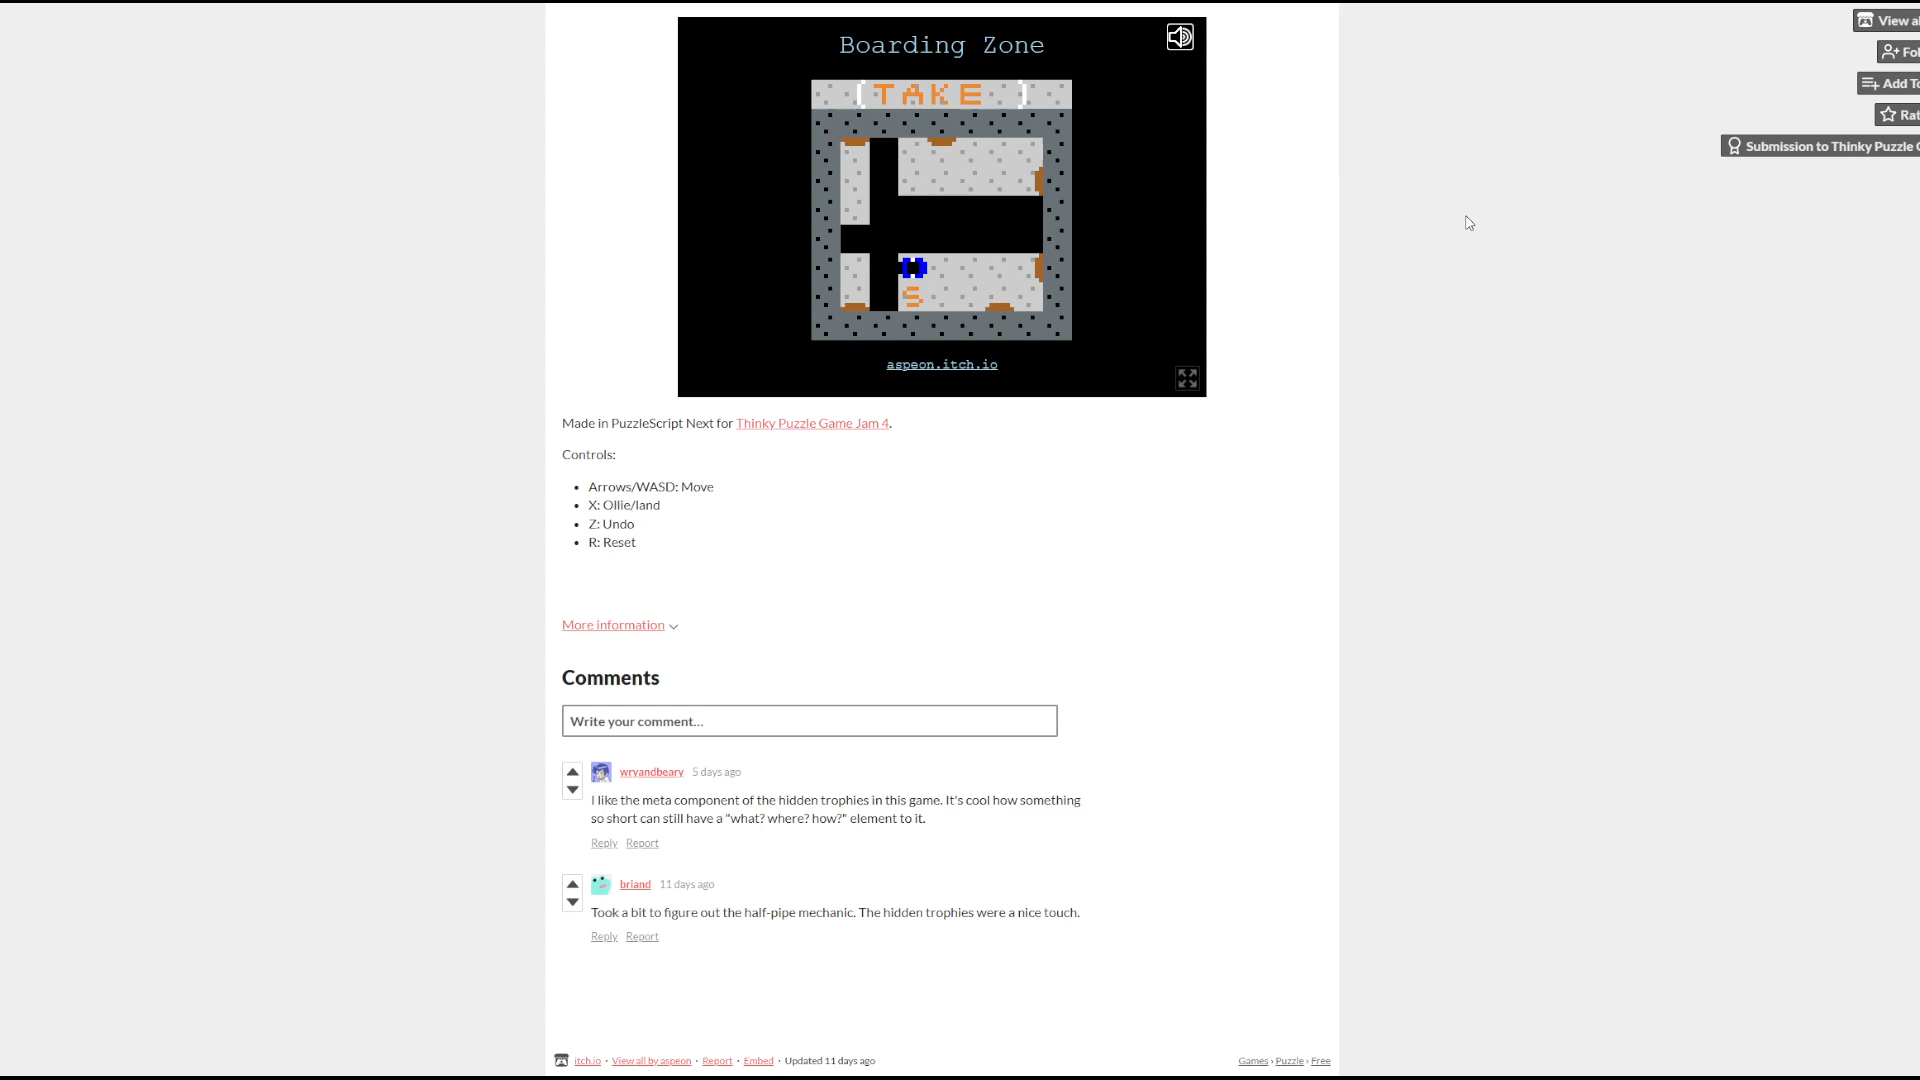 Boarding Zone
[TAKE ]
S
aspeon.itch.io
View al
Fol
Add To
Rat
Submission to Thinky Puzzle G
Made in PuzzleScript Next for Thinky Puzzle Game Jam 4.
Controls:
• Arrows/WASD: Move
• X: Ollie/land
• Z: Undo
• R: Reset
More information
Comments
Write your comment...
wryandbeary 5 days ago
I like the meta component of the hidden trophies in this game. It's cool how something
so short can still have a "what? where? how?" element to it.
Reply Report
briand 11 days ago
Took a bit to figure out the half-pipe mechanic. The hidden trophies were a nice touch.
Reply Report
itch.io · View all by aspeon · Report · Embed · Updated 11 days ago
Games › Puzzle › Free